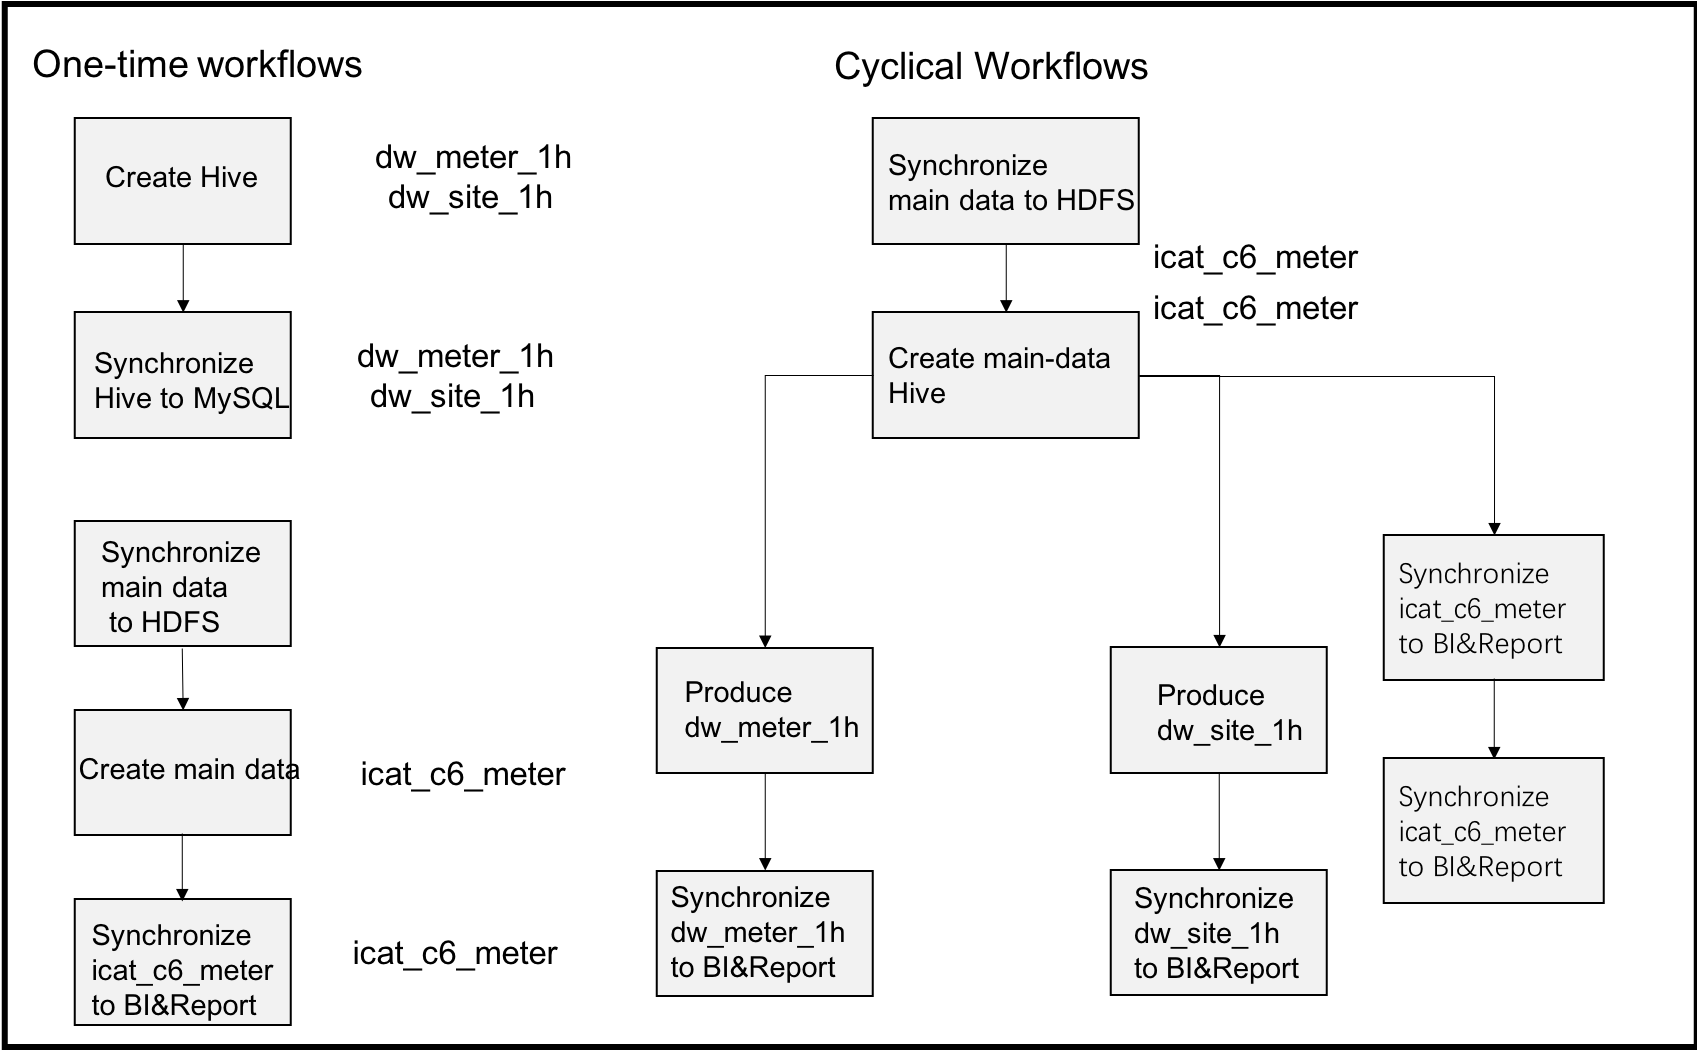 One-time workflows
Create Hive
dw_meter_1h
dw_site_1h
Synchronize
Hive to MySQL
dw_meter_1h
dw_site_1h
Synchronize
main data
to HDFS
Create main data
icat_c6_meter
Synchronize
icat_c6_meter
to BI&Report
icat_c6_meter
Cyclical Workflows
Synchronize
main data to HDFS
icat_c6_meter
icat_c6_meter
Create main-data
Hive
Produce
dw_meter_1h
Synchronize
dw_meter_1h
to BI&Report
Produce
dw_site_1h
Synchronize
dw_site_1h
to BI&Report
Synchronize
icat_c6_meter
to BI&Report
Synchronize
icat_c6_meter
to BI&Report